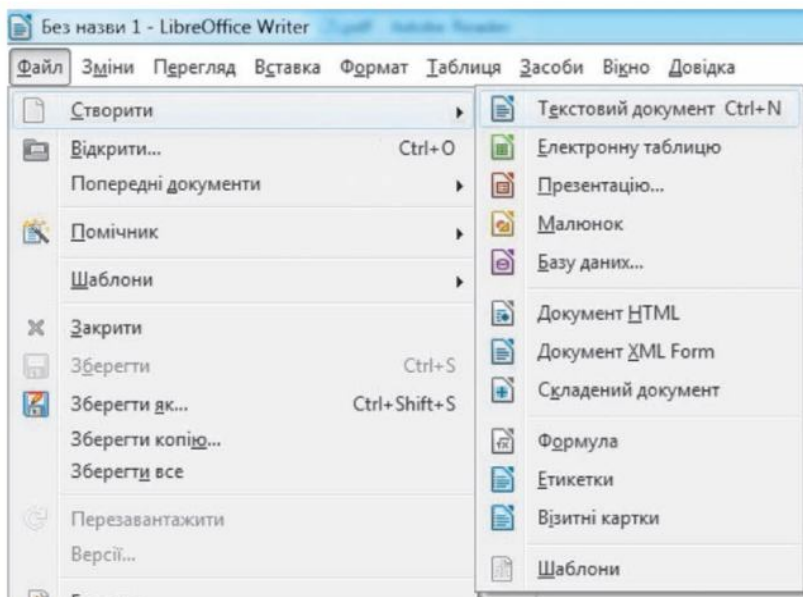 Без назви 1 - LibreOffice Writer
Файл Зміни Перегляд Вставка Формат Таблиця Засоби Вікно Довідка
Створити
Відкрити... Ctrl+O
Попередні документи
Помічник
Шаблони
Закрити
Зберегти Ctrl+S
Зберегти як... Ctrl+Shift+S
Зберегти копію...
Зберегти все
Перезавантажити
Версії...
Текстовий документ Ctrl+N
Електронну таблицю
Презентацію...
Малюнок
Базу даних...
Документ HTML
Документ XML Form
Складений документ
Формула
Етикетки
Візитні картки
Шаблони